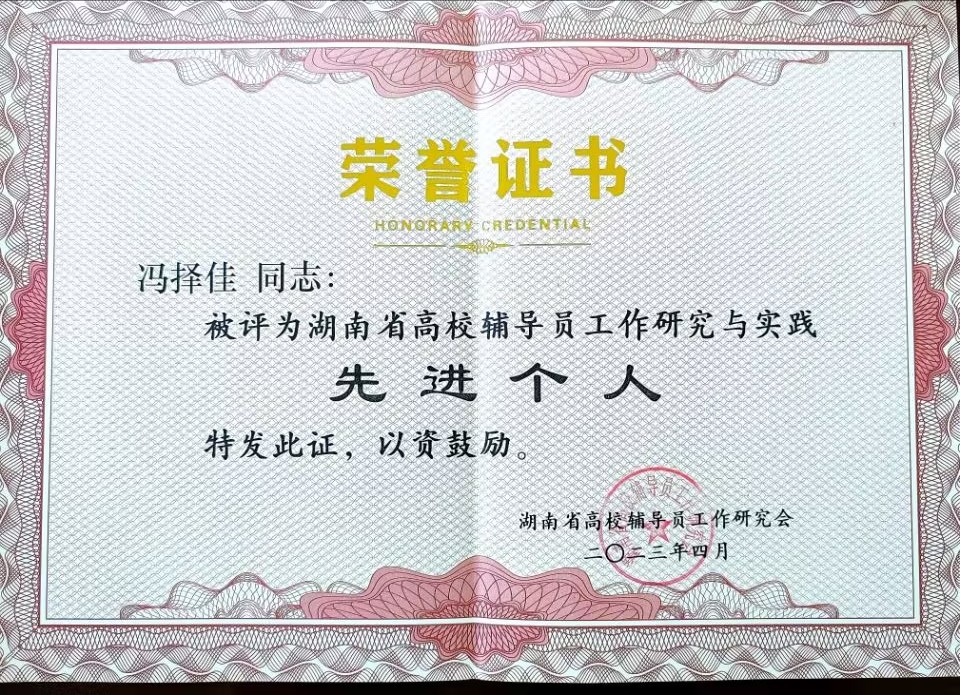 荣誉证书
HONORARY CREDENTIAL
冯择佳 同志：
被评为湖南省高校辅导员工作研究与实践
先进个人
特发此证，以资鼓励。
湖南省高校辅导员工作研究会
二〇二三年四月